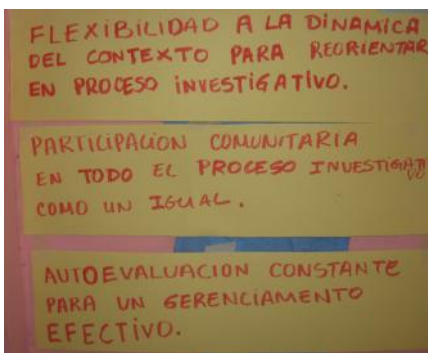 FLEXIBILIDAD A LA DINAMICA
DEL CONTEXTO PARA REORIENTAR
EN PROCESO INVESTIGATIVO.
PARTICIPACION COMUNITARIA
EN TODO EL PROCESO INVESTIGATIVO
COMO UN IGUAL.
AUTOEVALUACION CONSTANTE
PARA UN GERENCIAMENTO
EFECTIVO.